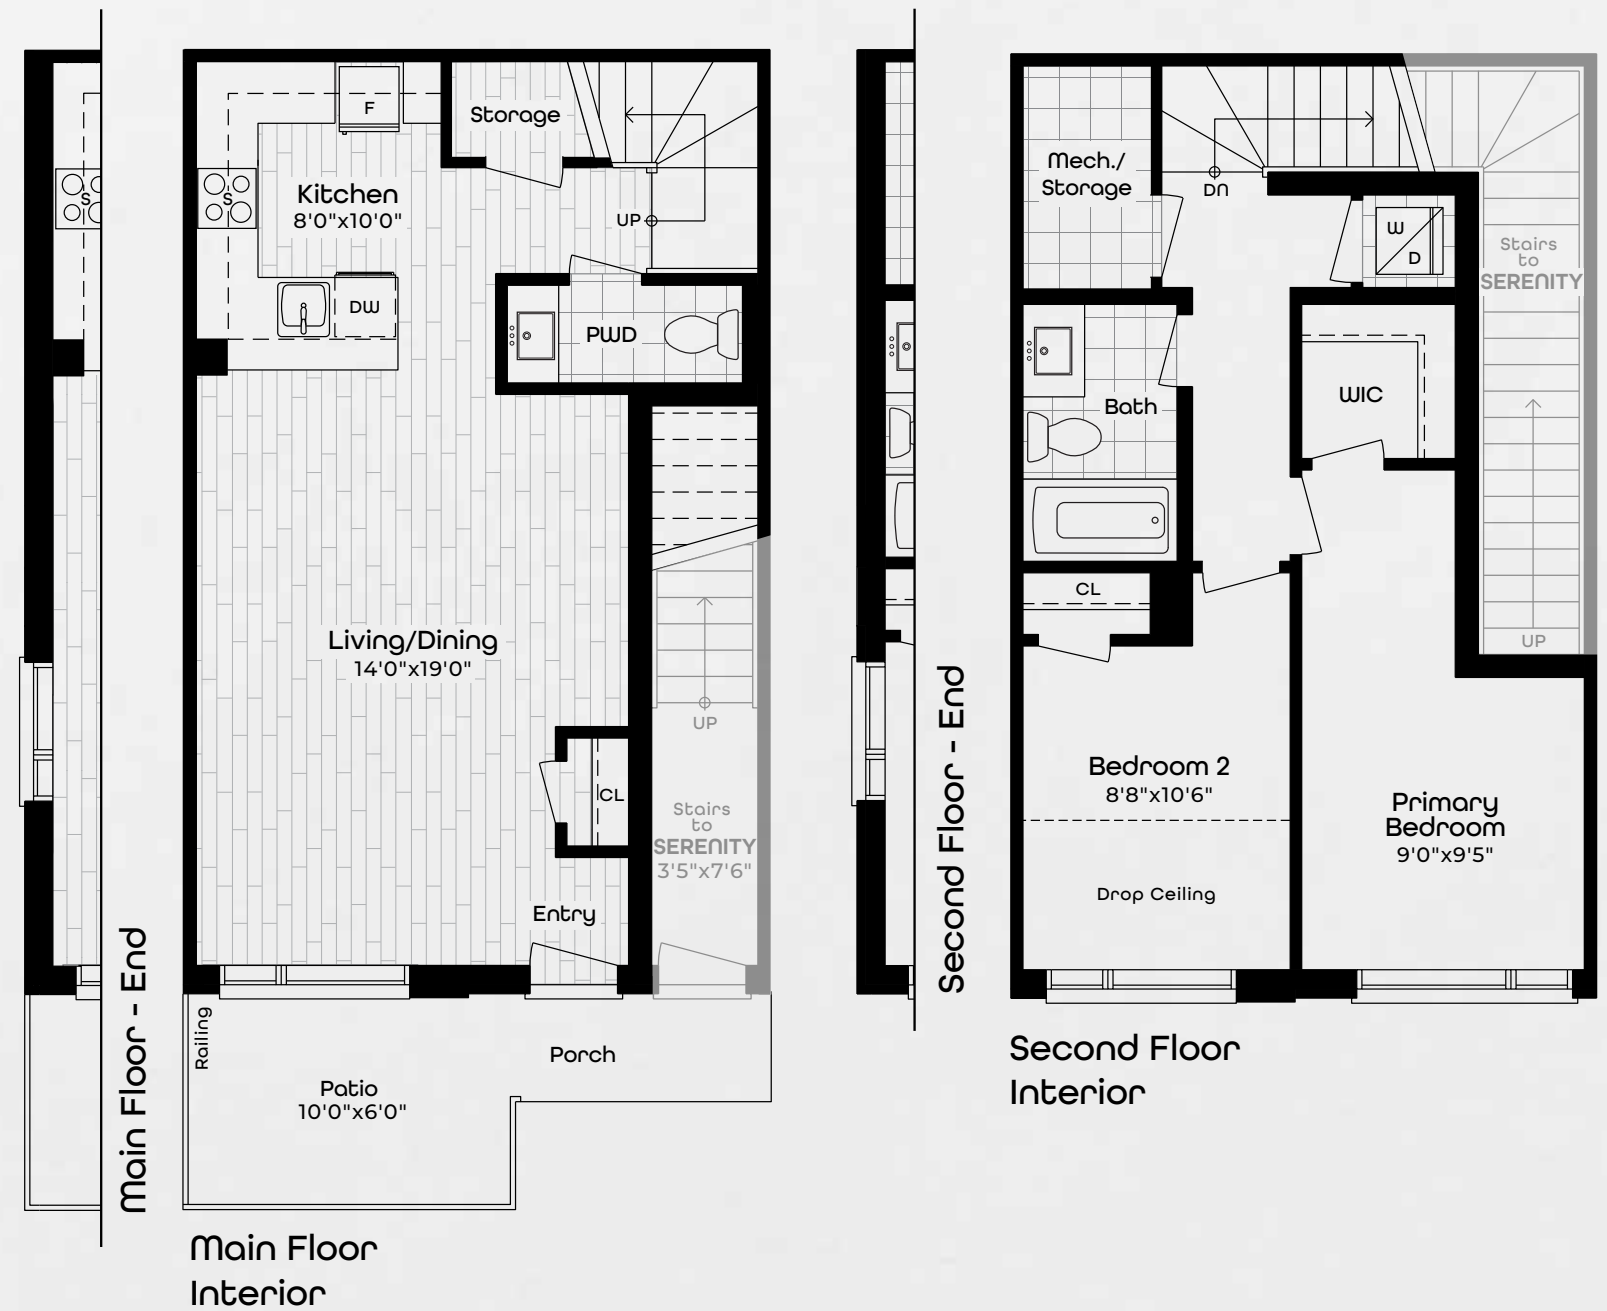 S
F
Storage
Kitchen
8'0"x10'0"
S
UP
DW
PWD
Living/Dining
14'0"x19'0"
UP
CL
Stairs
to
SERENITY
3'5"x7'6"
Entry
Railing
Porch
Patio
10'0"x6'0"
Main Floor - End
Main Floor
Interior
Mech./
Storage
DN
W
D
Stairs
to
SERENITY
WIC
Bath
CL
UP
Bedroom 2
8'8"x10'6"
Primary
Bedroom
9'0"x9'5"
Drop Ceiling
Second Floor - End
Second Floor
Interior